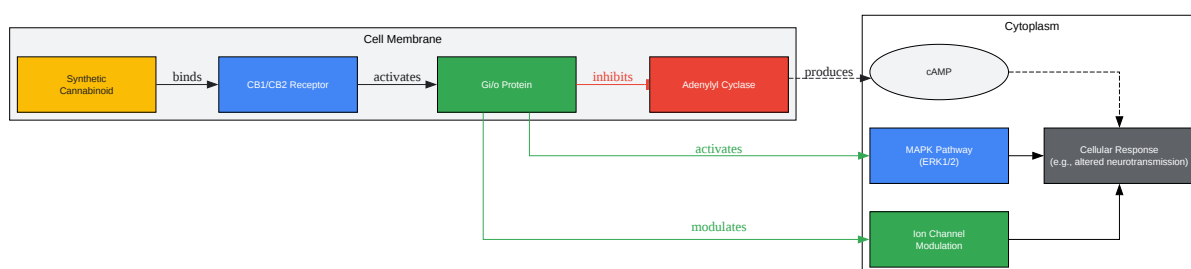 Cell Membrane
Cytoplasm
Synthetic
Cannabinoid
binds
CB1/CB2 Receptor
activates
Gi/o Protein
inhibits
Adenylyl Cyclase
produces
cAMP
activates
MAPK Pathway
(ERK1/2)
Cellular Response
(e.g., altered neurotransmission)
modulates
Ion Channel
Modulation